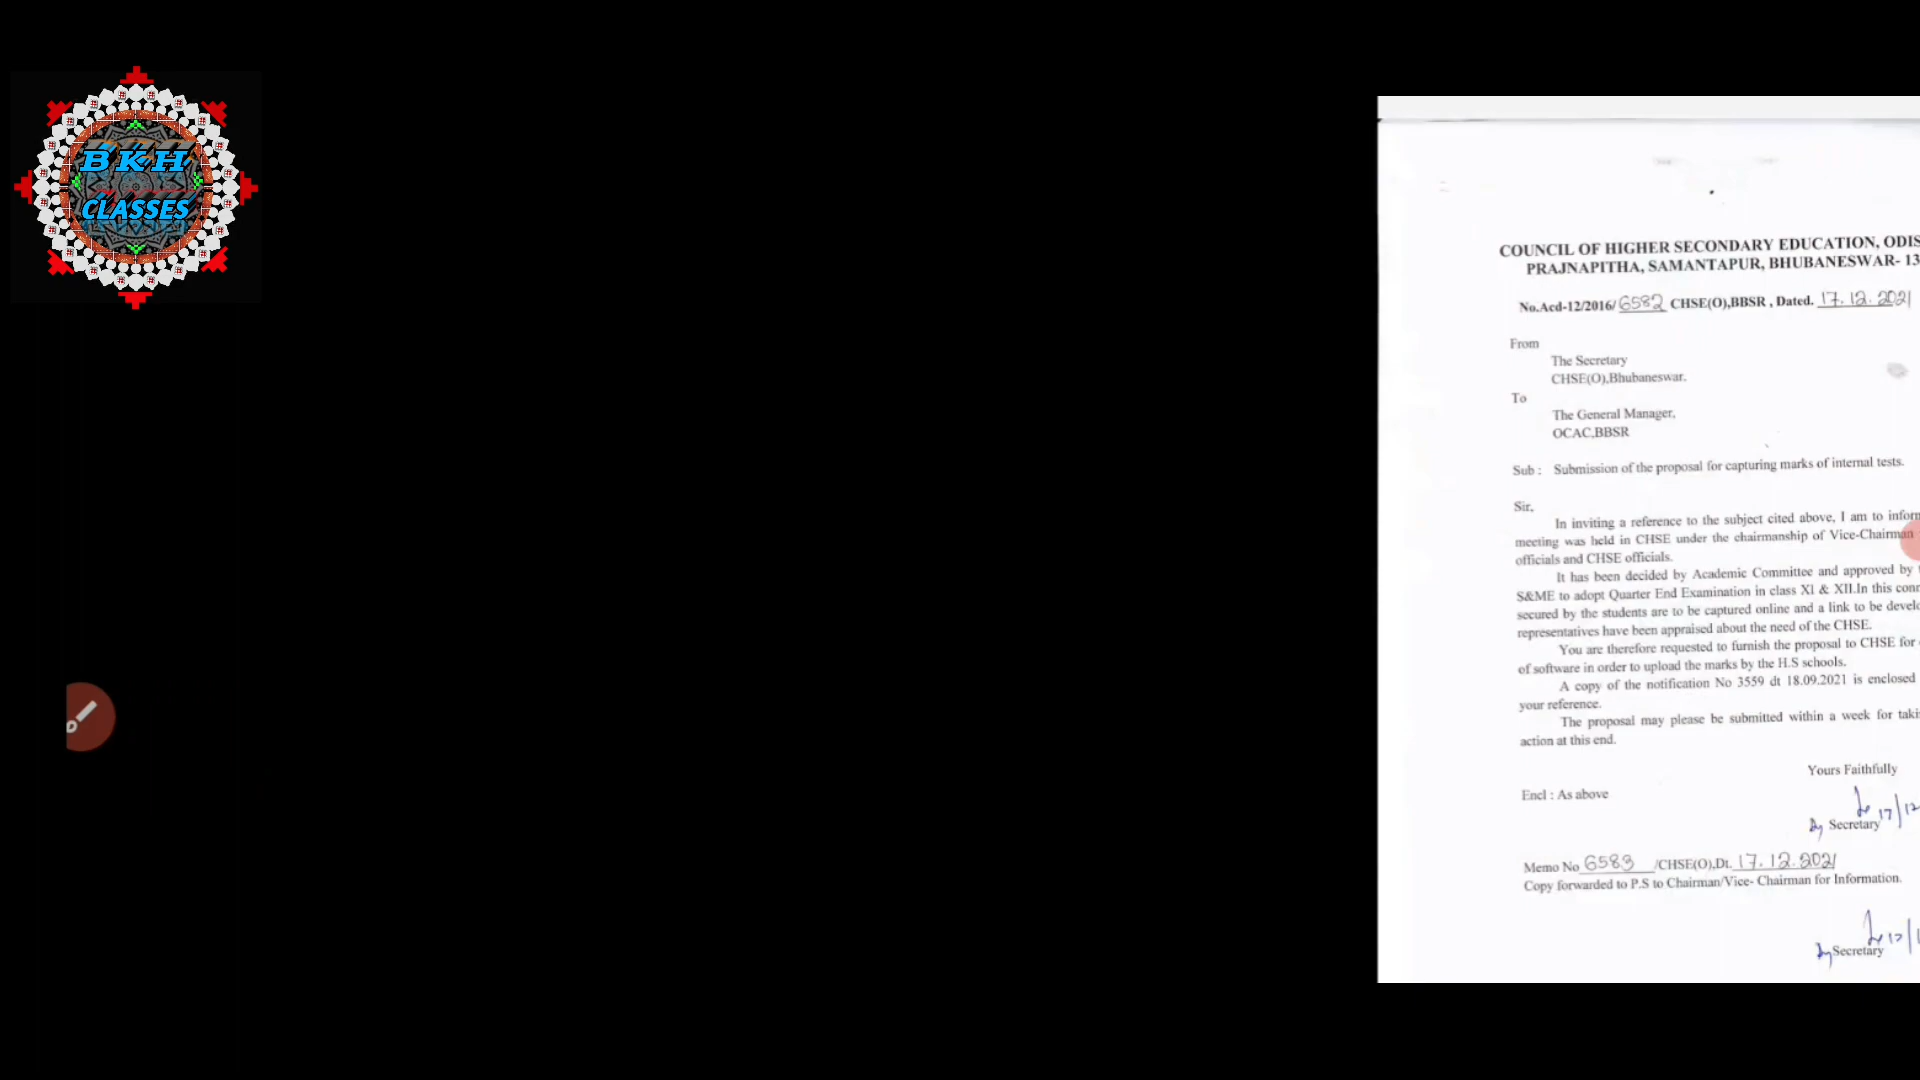 BKH
CLASSES
COUNCIL OF HIGHER SECONDARY EDUCATION, ODIS
PRAJNAPITHA, SAMANTAPUR, BHUBANESWAR- 13
No.Acd-12/2016/ 6582 CHSE(O),BBSR , Dated. 17.12.2021
From
The Secretary
CHSE(O),Bhubaneswar.
To
The General Manager,
OCAC,BBSR
Sub : Submission of the proposal for capturing marks of internal tests.
Sir,
In inviting a reference to the subject cited above, I am to inform
meeting was held in CHSE under the chairmanship of Vice-Chairman
officials and CHSE officials.
It has been decided by Academic Committee and approved by
S&ME to adopt Quarter End Examination in class XI & XII.In this conn
secured by the students are to be captured online and a link to be develo
representatives have been appraised about the need of the CHSE.
You are therefore requested to furnish the proposal to CHSE for
of software in order to upload the marks by the H.S schools.
A copy of the notification No 3559 dt 18.09.2021 is enclosed
your reference.
The proposal may please be submitted within a week for taki
action at this end.
Yours Faithfully
Encl : As above
17/12
Dy Secretary
Memo No 6583 /CHSE(O),Dt. 17.12.2021
Copy forwarded to P.S to Chairman/Vice- Chairman for Information.
Dy Secretary